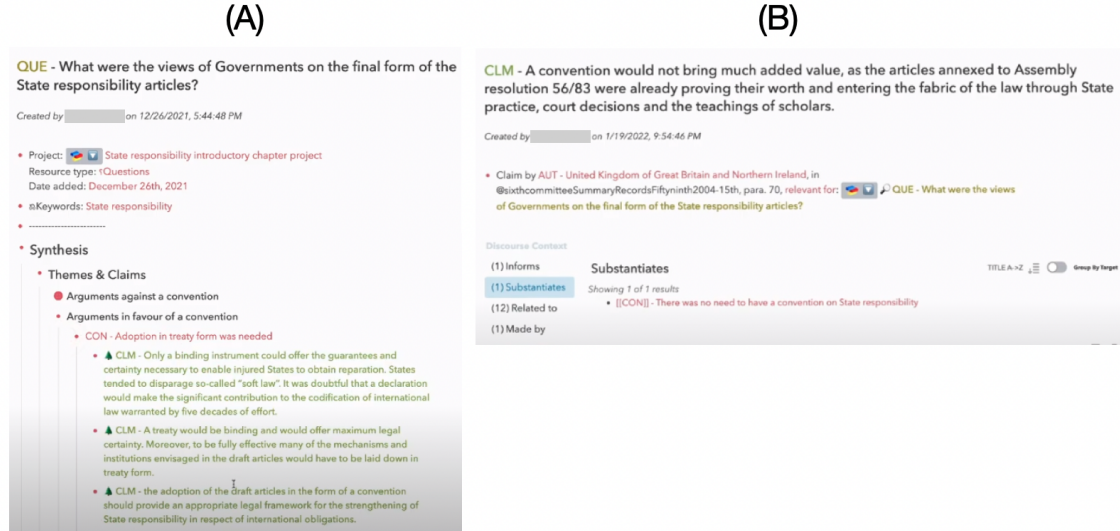 (A)
QUE - What were the views of Governments on the final form of the
State responsibility articles?
Created by on 12/26/2021, 5:44:48 PM
Project: State responsibility introductory chapter project
Resource type: Questions
Date added: December 26th, 2021
Keywords: State responsibility
------------------------
Synthesis
Themes & Claims
Arguments against a convention
Arguments in favour of a convention
CON - Adoption in treaty form was needed
CLM - Only a binding instrument could offer the guarantees and
certainty necessary to enable injured States to obtain reparation. States
tended to disparage so-called "soft law". It was doubtful that a declaration
would make the significant contribution to the codification of international
law warranted by five decades of effort.
CLM - A treaty would be binding and would offer maximum legal
certainty. Moreover, to be fully effective many of the mechanisms and
institutions envisaged in the draft articles would have to be laid down in
treaty form.
CLM - the adoption of the draft articles in the form of a convention
should provide an appropriate legal framework for the strengthening of
State responsibility in respect of international obligations.
(B)
CLM - A convention would not bring much added value, as the articles annexed to Assembly
resolution 56/83 were already proving their worth and entering the fabric of the law through State
practice, court decisions and the teachings of scholars.
Created by on 1/19/2022, 9:54:46 PM
Claim by AUT - United Kingdom of Great Britain and Northern Ireland, in
@sixthcommitteeSummaryRecordsFiftyninth2004-15th, para. 70, relevant for: QUE - What were the views
of Governments on the final form of the State responsibility articles?
Discourse Context
(1) Informs
(1) Substantiates
(12) Related to
(1) Made by
Substantiates
TITLE A->Z Group By Target
Showing 1 of 1 results
[[CON]] - There was no need to have a convention on State responsibility